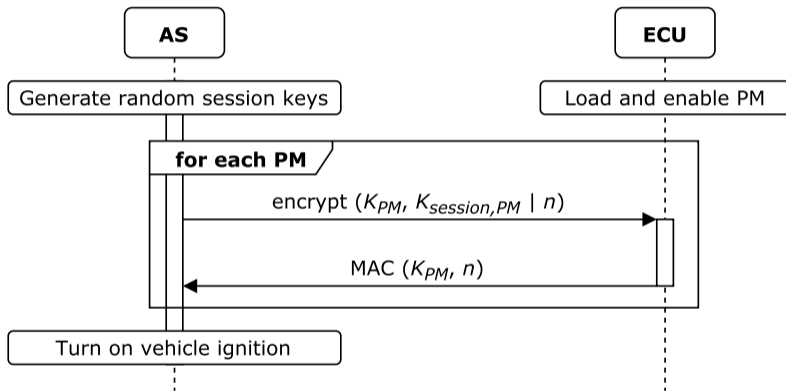 AS
ECU
Generate random session keys
Load and enable PM
for each PM
encrypt (K_PM, K_session,PM | n)
MAC (K_PM, n)
Turn on vehicle ignition